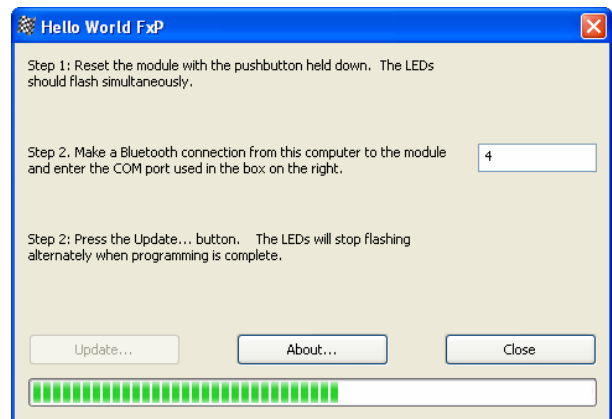 Hello World FxP
Step 1: Reset the module with the pushbutton held down.  The LEDs
should flash simultaneously.
Step 2. Make a Bluetooth connection from this computer to the module
and enter the COM port used in the box on the right.
4
Step 2: Press the Update... button.    The LEDs will stop flashing
alternately when programming is complete.
Update...
About...
Close